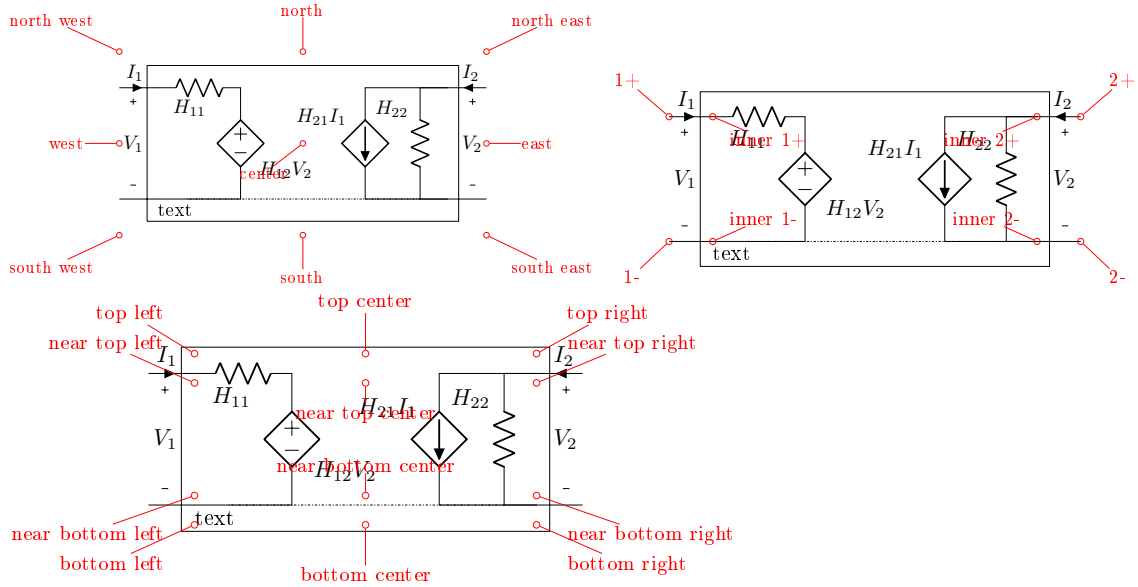 north
north west
north east
I₁
I₂
+
+
H₁₁
H₂₁I₁
H₂₂
west
V₁
+
−
V₂
east
H₁₂V₂
center
−
−
text
south west
south
south east
1+
2+
I₁
I₂
+
+
H₁₁
inner 1+
inner 2+
H₂₂
H₂₁I₁
V₁
+
−
V₂
H₁₂V₂
inner 1-
inner 2-
−
−
text
1-
2-
top center
top left
top right
near top left
near top right
I₁
I₂
+
+
H₁₁
H₂₁I₁
H₂₂
near top center
V₁
+
−
V₂
near bottom center
H₁₂V₂
−
−
text
near bottom left
near bottom right
bottom left
bottom right
bottom center